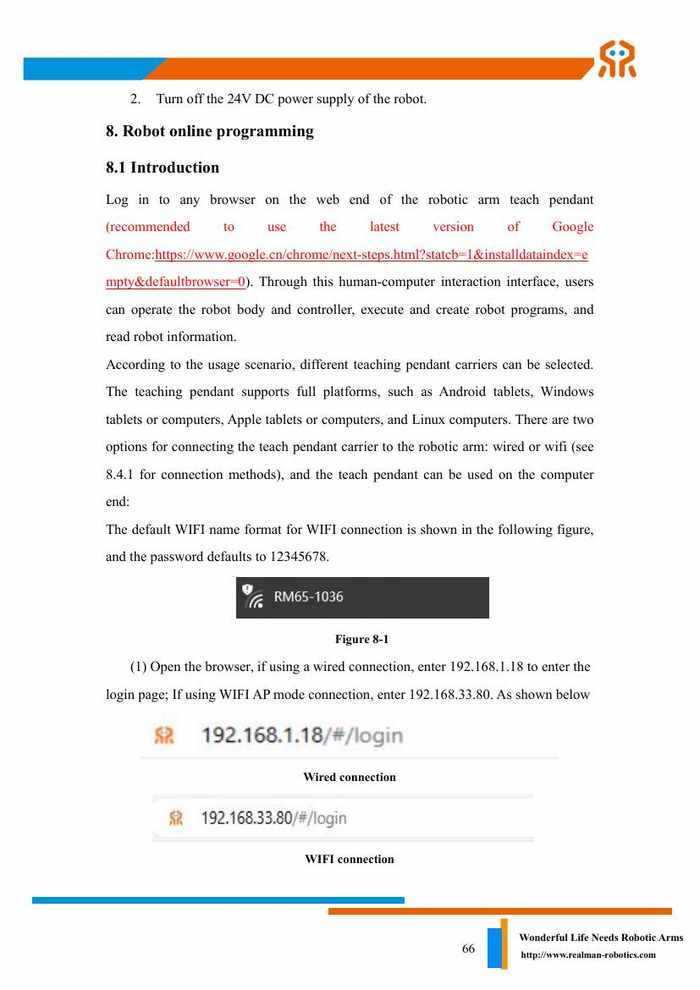 2. Turn off the 24V DC power supply of the robot.
8. Robot online programming
8.1 Introduction
Log in to any browser on the web end of the robotic arm teach pendant
(recommended to use the latest version of Google
Chrome:https://www.google.cn/chrome/next-steps.html?statcb=1&installdataindex=e
mpty&defaultbrowser=0). Through this human-computer interaction interface, users
can operate the robot body and controller, execute and create robot programs, and
read robot information.
According to the usage scenario, different teaching pendant carriers can be selected.
The teaching pendant supports full platforms, such as Android tablets, Windows
tablets or computers, Apple tablets or computers, and Linux computers. There are two
options for connecting the teach pendant carrier to the robotic arm: wired or wifi (see
8.4.1 for connection methods), and the teach pendant can be used on the computer
end:
The default WIFI name format for WIFI connection is shown in the following figure,
and the password defaults to 12345678.
RM65-1036
Figure 8-1
(1) Open the browser, if using a wired connection, enter 192.168.1.18 to enter the
login page; If using WIFI AP mode connection, enter 192.168.33.80. As shown below
192.168.1.18/#/login
Wired connection
192.168.33.80/#/login
WIFI connection
66
Wonderful Life Needs Robotic Arms
http://www.realman-robotics.com